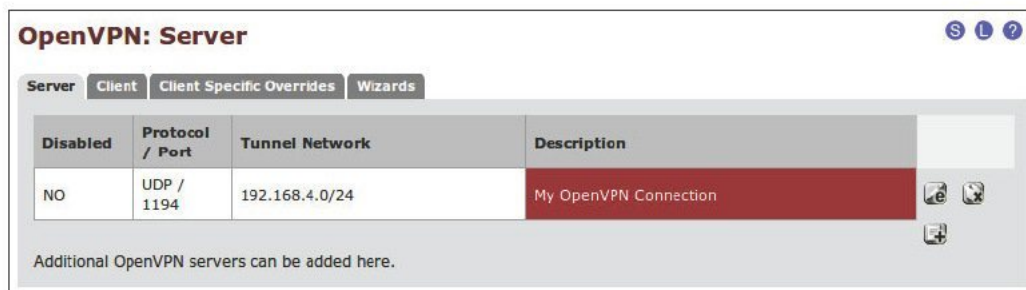 OpenVPN: Server
S L ?
Server Client Client Specific Overrides Wizards
Disabled Protocol / Port Tunnel Network Description
NO UDP / 1194 192.168.4.0/24 My OpenVPN Connection
e x
+
Additional OpenVPN servers can be added here.